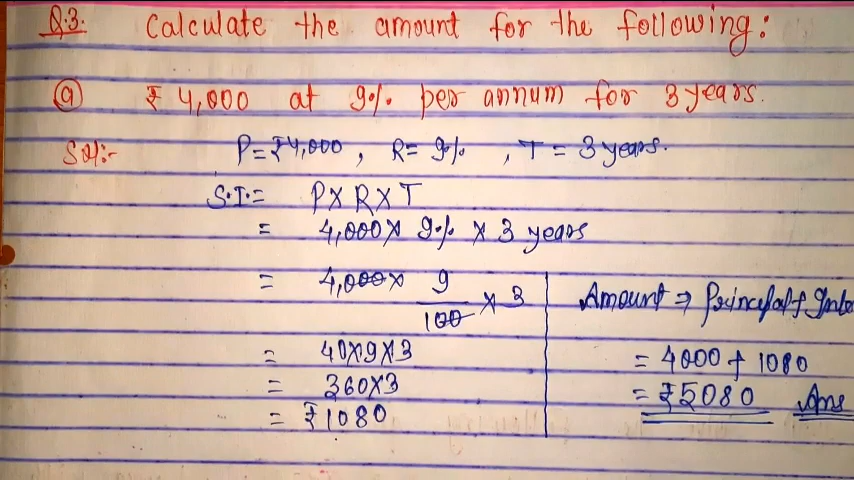 Q.3. Calculate the amount for the following:
(a) ₹ 4,000 at 9% per annum for 3 years.
Sol:- P=₹4,000, R= 9%, T = 3 years.
S.I.= P×R×T
= 4,000× 9% × 3 years
= 4,000× 9/100 × 3
= 40×9×3
= 360×3
= ₹1080
Amount ⇒ Principal+
= 4000 + 1080
= ₹5080 Ans